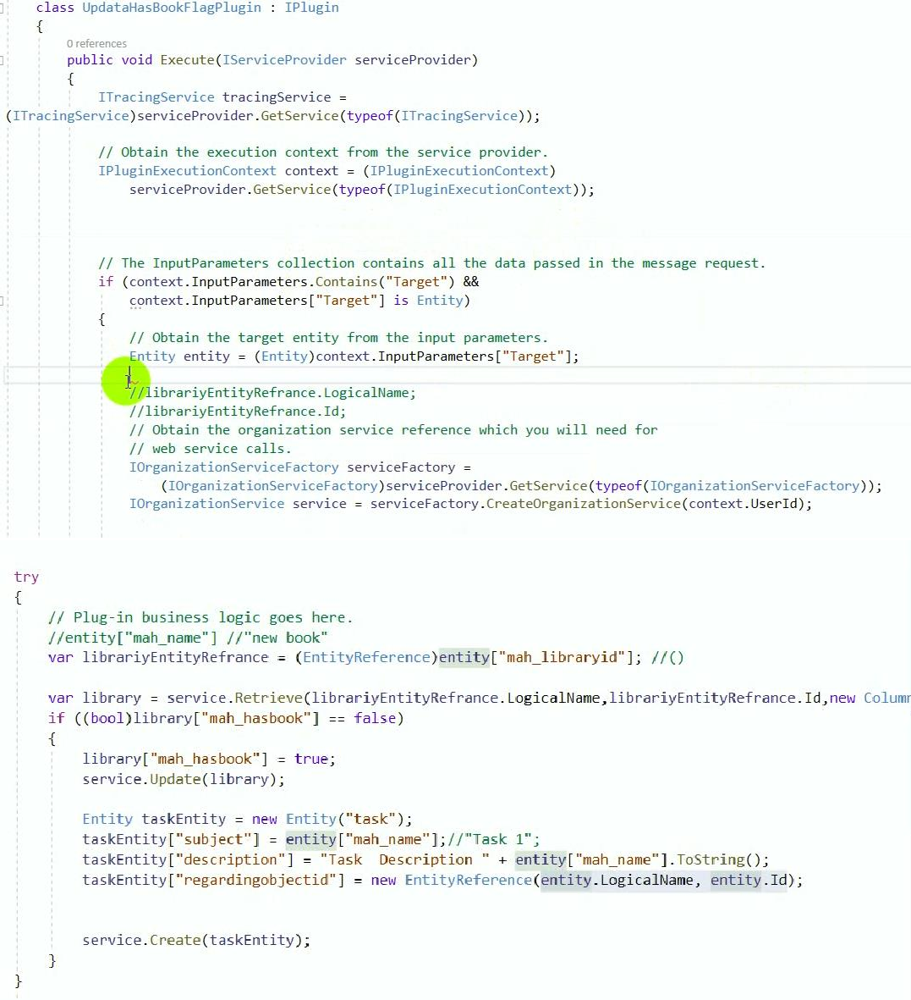 class UpdataHasBookFlagPlugin : IPlugin
{
0 references
public void Execute(IServiceProvider serviceProvider)
{
ITracingService tracingService =
(ITracingService)serviceProvider.GetService(typeof(ITracingService));
// Obtain the execution context from the service provider.
IPluginExecutionContext context = (IPluginExecutionContext)
serviceProvider.GetService(typeof(IPluginExecutionContext));
// The InputParameters collection contains all the data passed in the message request.
if (context.InputParameters.Contains("Target") &&
context.InputParameters["Target"] is Entity)
{
// Obtain the target entity from the input parameters.
Entity entity = (Entity)context.InputParameters["Target"];
//librariyEntityRefrance.LogicalName;
//librariyEntityRefrance.Id;
// Obtain the organization service reference which you will need for
// web service calls.
IOrganizationServiceFactory serviceFactory =
(IOrganizationServiceFactory)serviceProvider.GetService(typeof(IOrganizationServiceFactory));
IOrganizationService service = serviceFactory.CreateOrganizationService(context.UserId);
try
{
// Plug-in business logic goes here.
//entity["mah_name"] //"new book"
var librariyEntityRefrance = (EntityReference)entity["mah_libraryid"]; //()
var library = service.Retrieve(librariyEntityRefrance.LogicalName,librariyEntityRefrance.Id,new Column
if ((bool)library["mah_hasbook"] == false)
{
library["mah_hasbook"] = true;
service.Update(library);
Entity taskEntity = new Entity("task");
taskEntity["subject"] = entity["mah_name"];//"Task 1";
taskEntity["description"] = "Task  Description " + entity["mah_name"].ToString();
taskEntity["regardingobjectid"] = new EntityReference(entity.LogicalName, entity.Id);
service.Create(taskEntity);
}
}